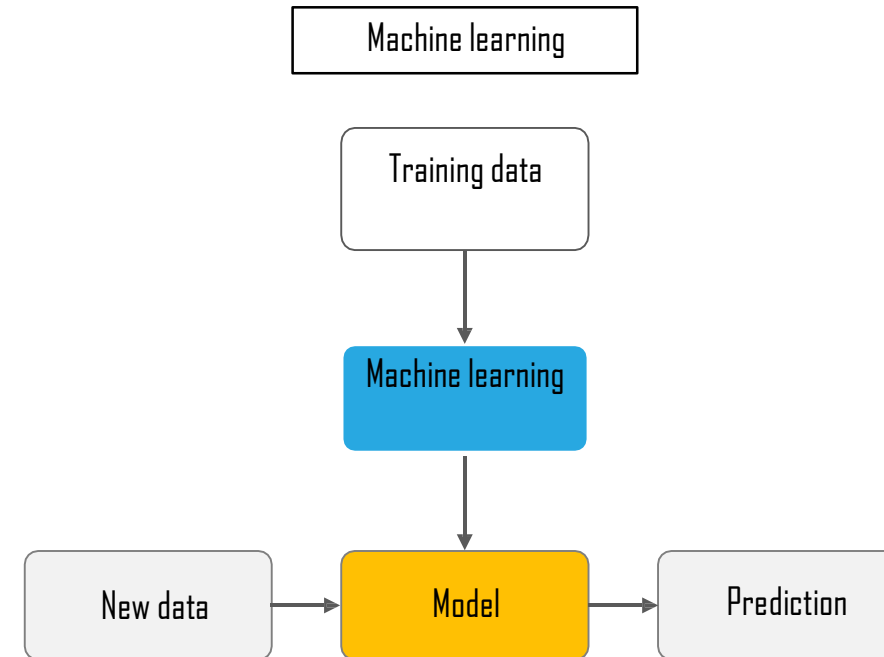 Machine learning
Training data
Machine learning
New data
Model
Prediction